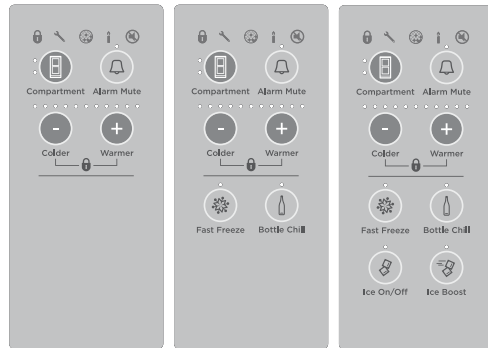 Compartment Alarm Mute
- +
Colder Warmer
Compartment Alarm Mute
- +
Colder Warmer
Fast Freeze Bottle Chill
Compartment Alarm Mute
- +
Colder Warmer
Fast Freeze Bottle Chill
Ice On/Off Ice Boost